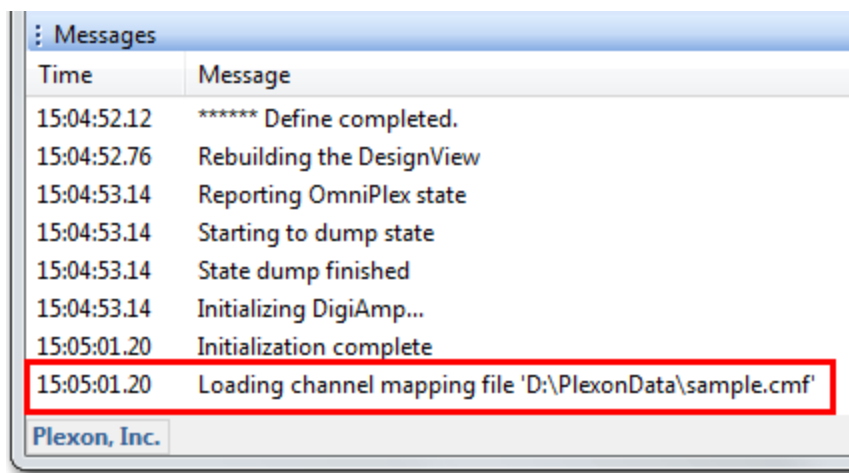 Messages
Time Message
15:04:52.12 ****** Define completed.
15:04:52.76 Rebuilding the DesignView
15:04:53.14 Reporting OmniPlex state
15:04:53.14 Starting to dump state
15:04:53.14 State dump finished
15:04:53.14 Initializing DigiAmp...
15:05:01.20 Initialization complete
15:05:01.20 Loading channel mapping file 'D:\PlexonData\sample.cmf'
Plexon, Inc.